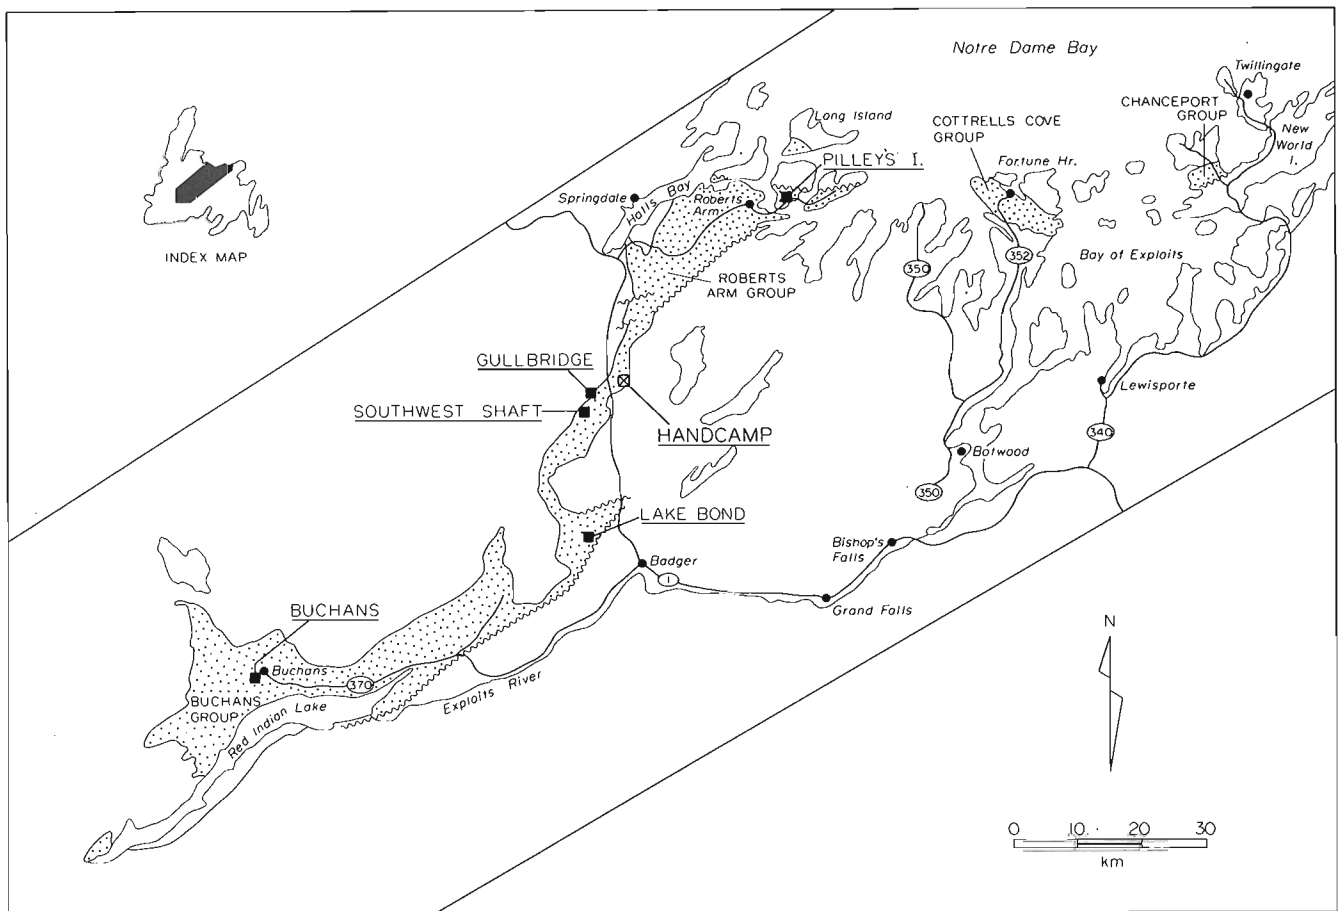 Notre Dame Bay
Twillingate
CHANCEPORT
GROUP
New
World
I.
Long Island
COTTRELLS COVE
GROUP
Fortune Hr.
PILLEY'S I.
Springdale
Halls Bay
Roberts
Arm
INDEX MAP
350
352
Bay of Exploits
ROBERTS
ARM GROUP
GULLBRIDGE
SOUTHWEST SHAFT
HANDCAMP
Lewisporte
340
Botwood
350
LAKE BOND
Bishop's
Falls
Badger
1
Grand Falls
BUCHANS
Buchans
370
BUCHANS
GROUP
Red Indian Lake
Exploits River
N
0 10 20 30
km